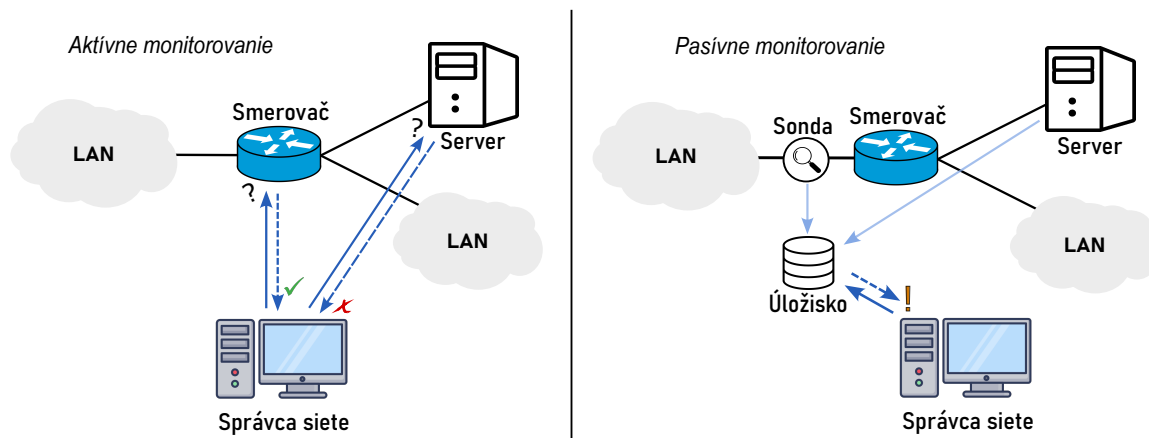 Aktívne monitorovanie
Smerovač
LAN
?
Server
?
LAN
Správca siete
Pasívne monitorovanie
Smerovač
Sonda
LAN
Server
LAN
Úložisko
!
Správca siete